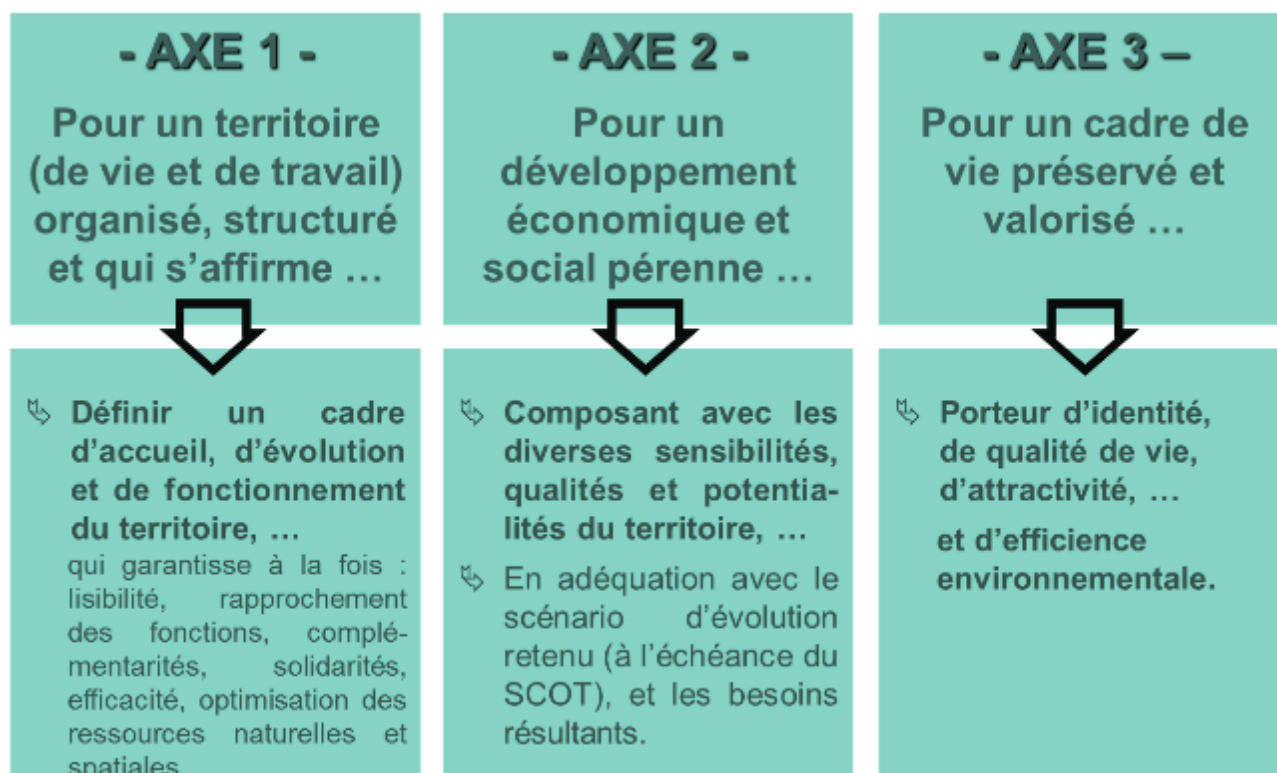 - AXE 1 -
Pour un territoire
(de vie et de travail)
organisé, structuré
et qui s’affirme …
Définir un cadre
d’accueil, d’évolution
et de fonctionnement
du territoire, …
qui garantisse à la fois :
lisibilité, rapprochement
des fonctions, complé-
mentarités, solidarités,
efficacité, optimisation des
ressources naturelles et
spatiales
- AXE 2 -
Pour un
développement
économique et
social pérenne …
Composant avec les
diverses sensibilités,
qualités et potentia-
lités du territoire, …
En adéquation avec le
scénario d’évolution
retenu (à l’échéance du
SCOT), et les besoins
résultants.
- AXE 3 –
Pour un cadre de
vie préservé et
valorisé …
Porteur d’identité,
de qualité de vie,
d’attractivité, …
et d’efficience
environnementale.